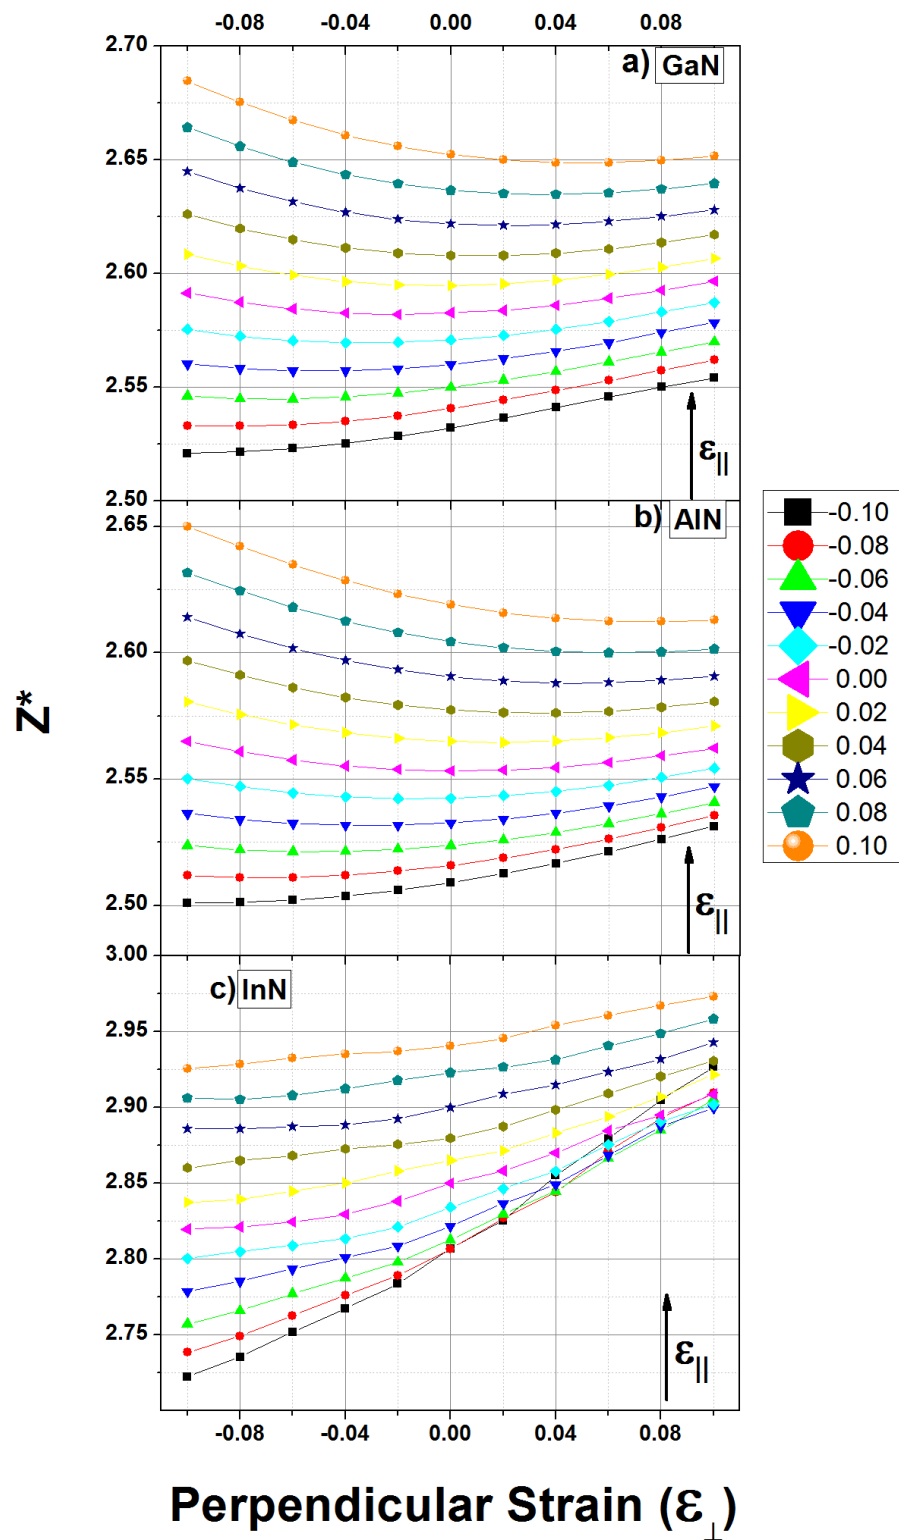 -0.08 -0.04 0.00 0.04 0.08
2.70
a) GaN
2.65
2.60
2.55
ε||
2.50
b) AlN
2.65
2.60
2.55
2.50
ε||
3.00
c) InN
2.95
2.90
2.85
2.80
2.75
ε||
-0.08 -0.04 0.00 0.04 0.08
Z*
Perpendicular Strain (ε⊥)
-0.10
-0.08
-0.06
-0.04
-0.02
0.00
0.02
0.04
0.06
0.08
0.10